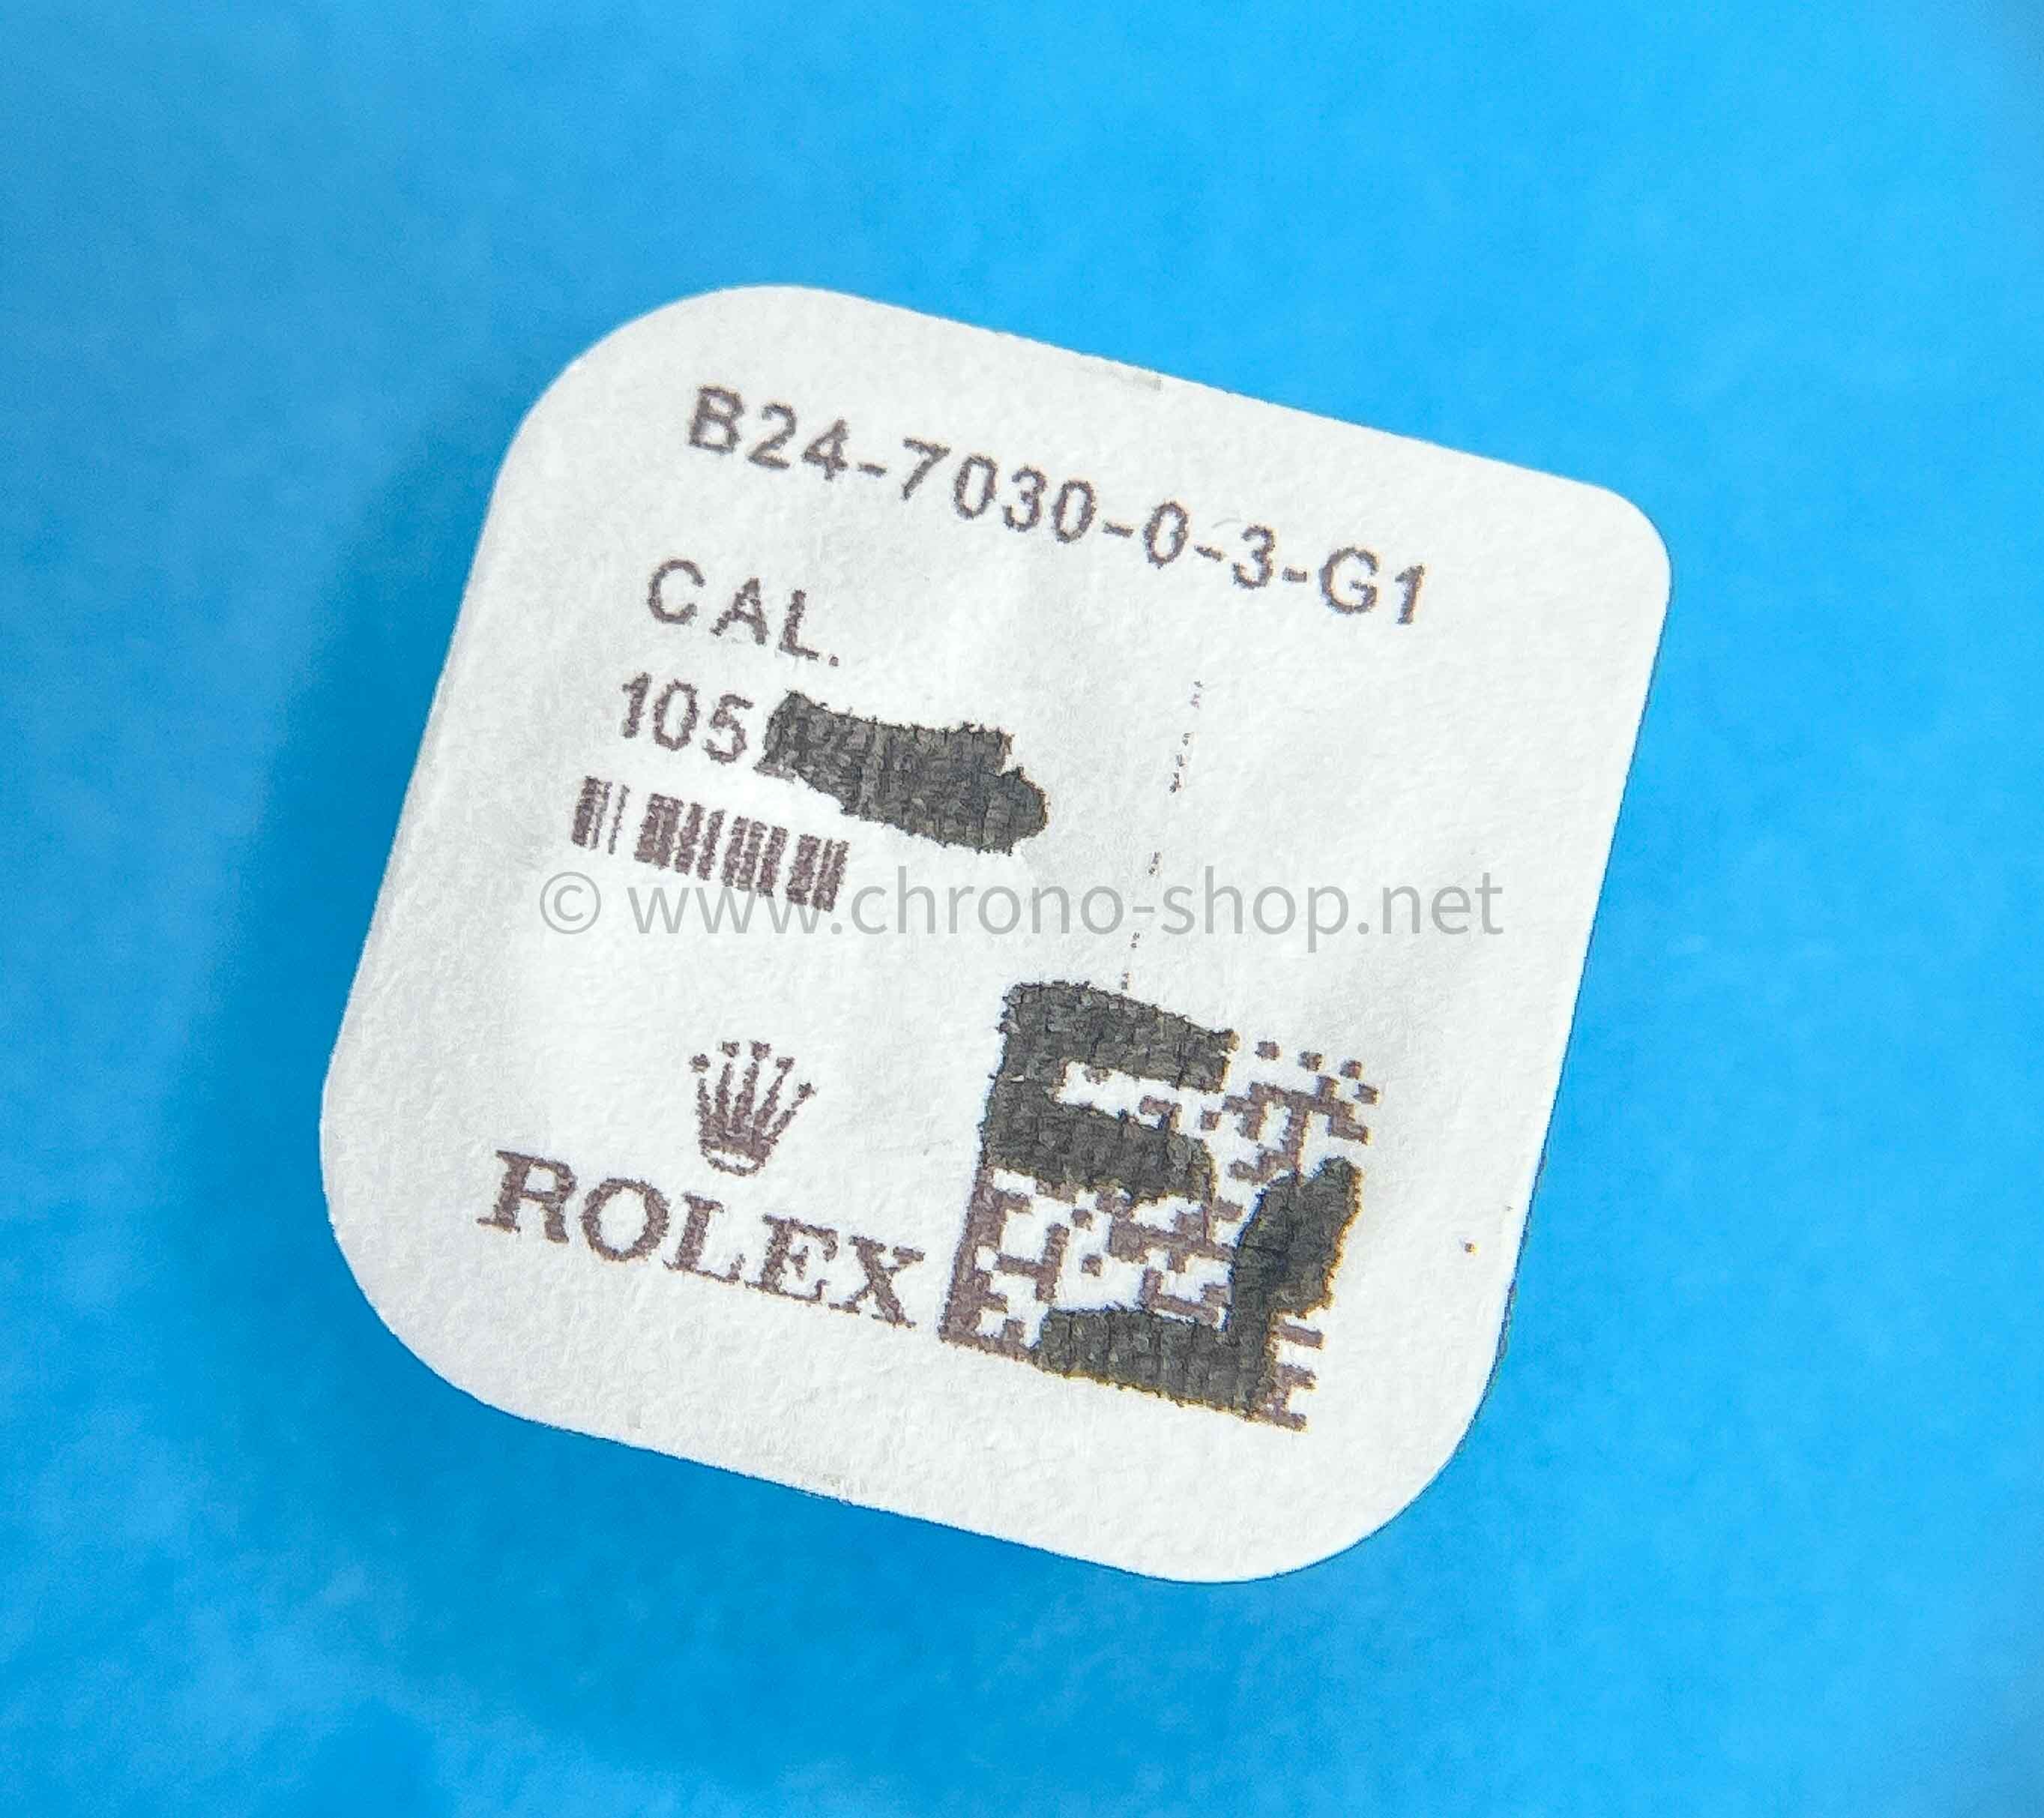 B24-7030-0-3-G1
CAL.
105
© www.chrono-shop.net
ROLEX